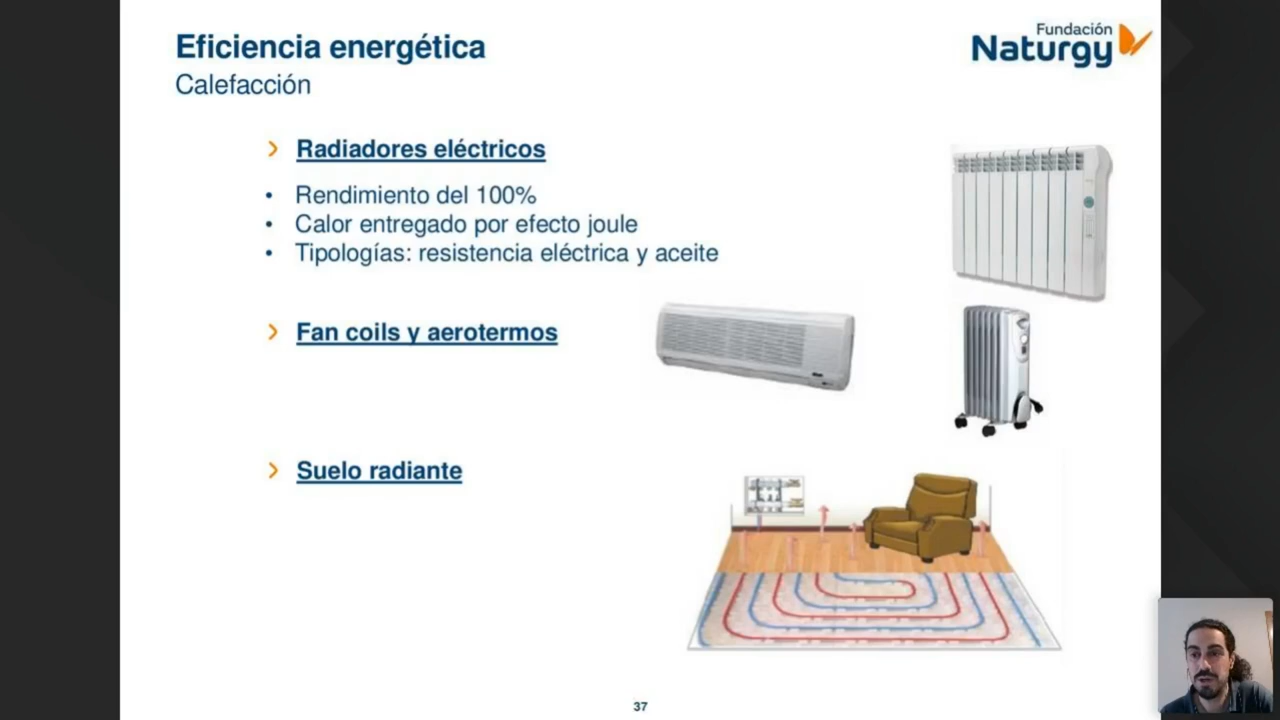 Eficiencia energética
Calefacción
Fundación
Naturgy
Radiadores eléctricos
• Rendimiento del 100%
• Calor entregado por efecto joule
• Tipologías: resistencia eléctrica y aceite
Fan coils y aerotermos
Suelo radiante
37